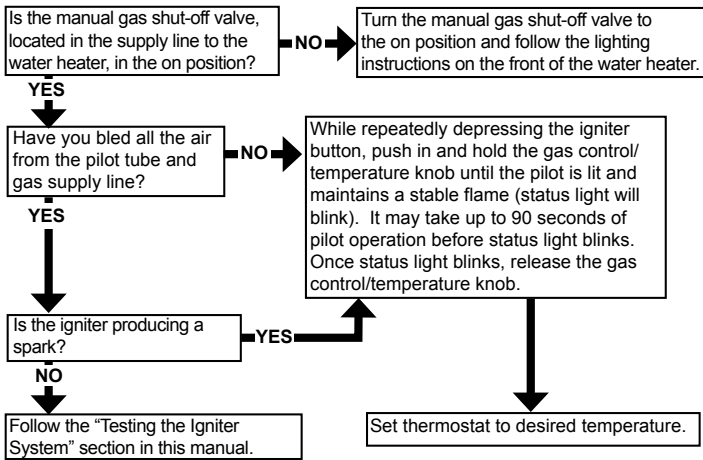 Is the manual gas shut-off valve,
located in the supply line to the
water heater, in the on position?
NO
Turn the manual gas shut-off valve to
the on position and follow the lighting
instructions on the front of the water heater.
YES
Have you bled all the air
from the pilot tube and
gas supply line?
NO
While repeatedly depressing the igniter
button, push in and hold the gas control/
temperature knob until the pilot is lit and
maintains a stable flame (status light will
blink).  It may take up to 90 seconds of
pilot operation before status light blinks.
Once status light blinks, release the gas
control/temperature knob.
YES
Is the igniter producing a
spark?
YES
NO
Follow the “Testing the Igniter
System” section in this manual.
Set thermostat to desired temperature.